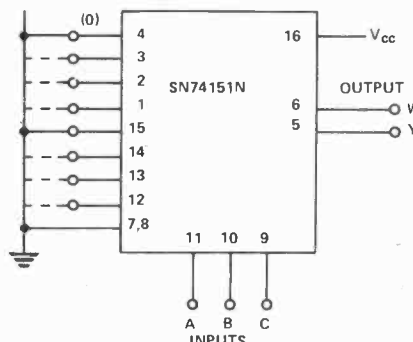 (0)
4
16
Vcc
3
2
SN74151N
OUTPUT
1
6
W
15
5
Y
14
13
12
7,8
11 10 9
A B C
INPUTS